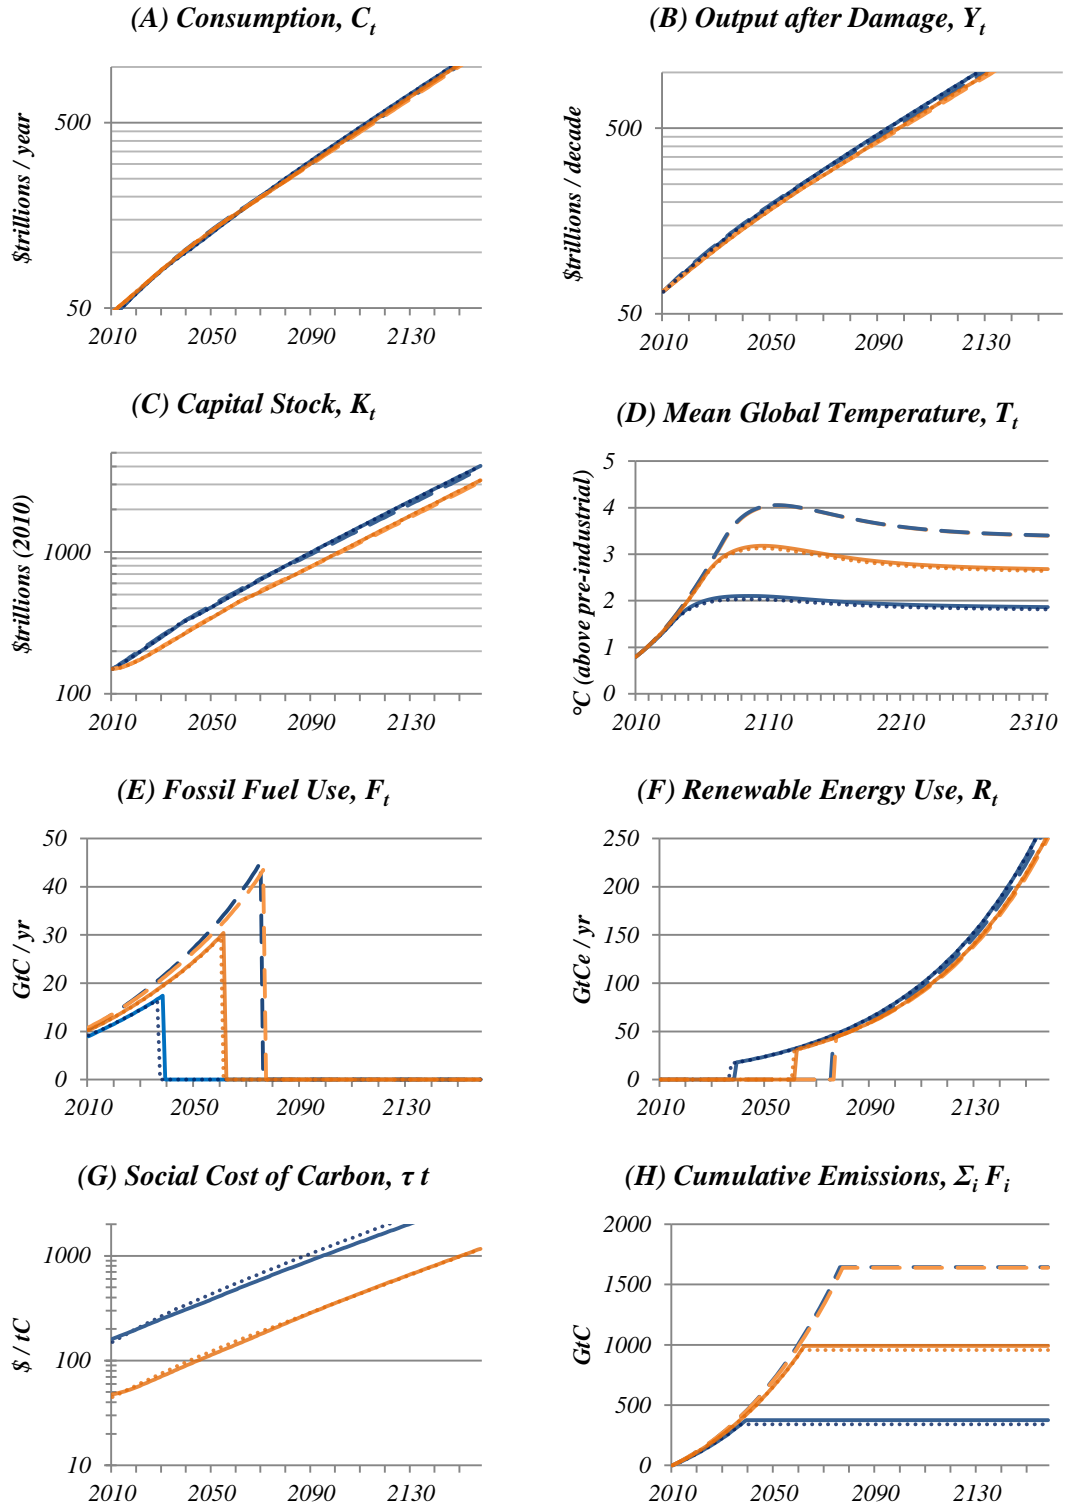 (A) Consumption, Ct
$trillions / year
500
50
2010 2050 2090 2130
(B) Output after Damage, Yt
$trillions / decade
500
50
2010 2050 2090 2130
(C) Capital Stock, Kt
$trillions (2010)
1000
100
2010 2050 2090 2130
(D) Mean Global Temperature, Tt
°C (above pre-industrial)
5
4
3
2
1
0
2010 2110 2210 2310
(E) Fossil Fuel Use, Ft
GtC / yr
50
40
30
20
10
0
2010 2050 2090 2130
(F) Renewable Energy Use, Rt
GtCe / yr
250
200
150
100
50
0
2010 2050 2090 2130
(G) Social Cost of Carbon, τ t
$ / tC
1000
100
10
2010 2050 2090 2130
(H) Cumulative Emissions, Σi Fi
GtC
2000
1500
1000
500
0
2010 2050 2090 2130